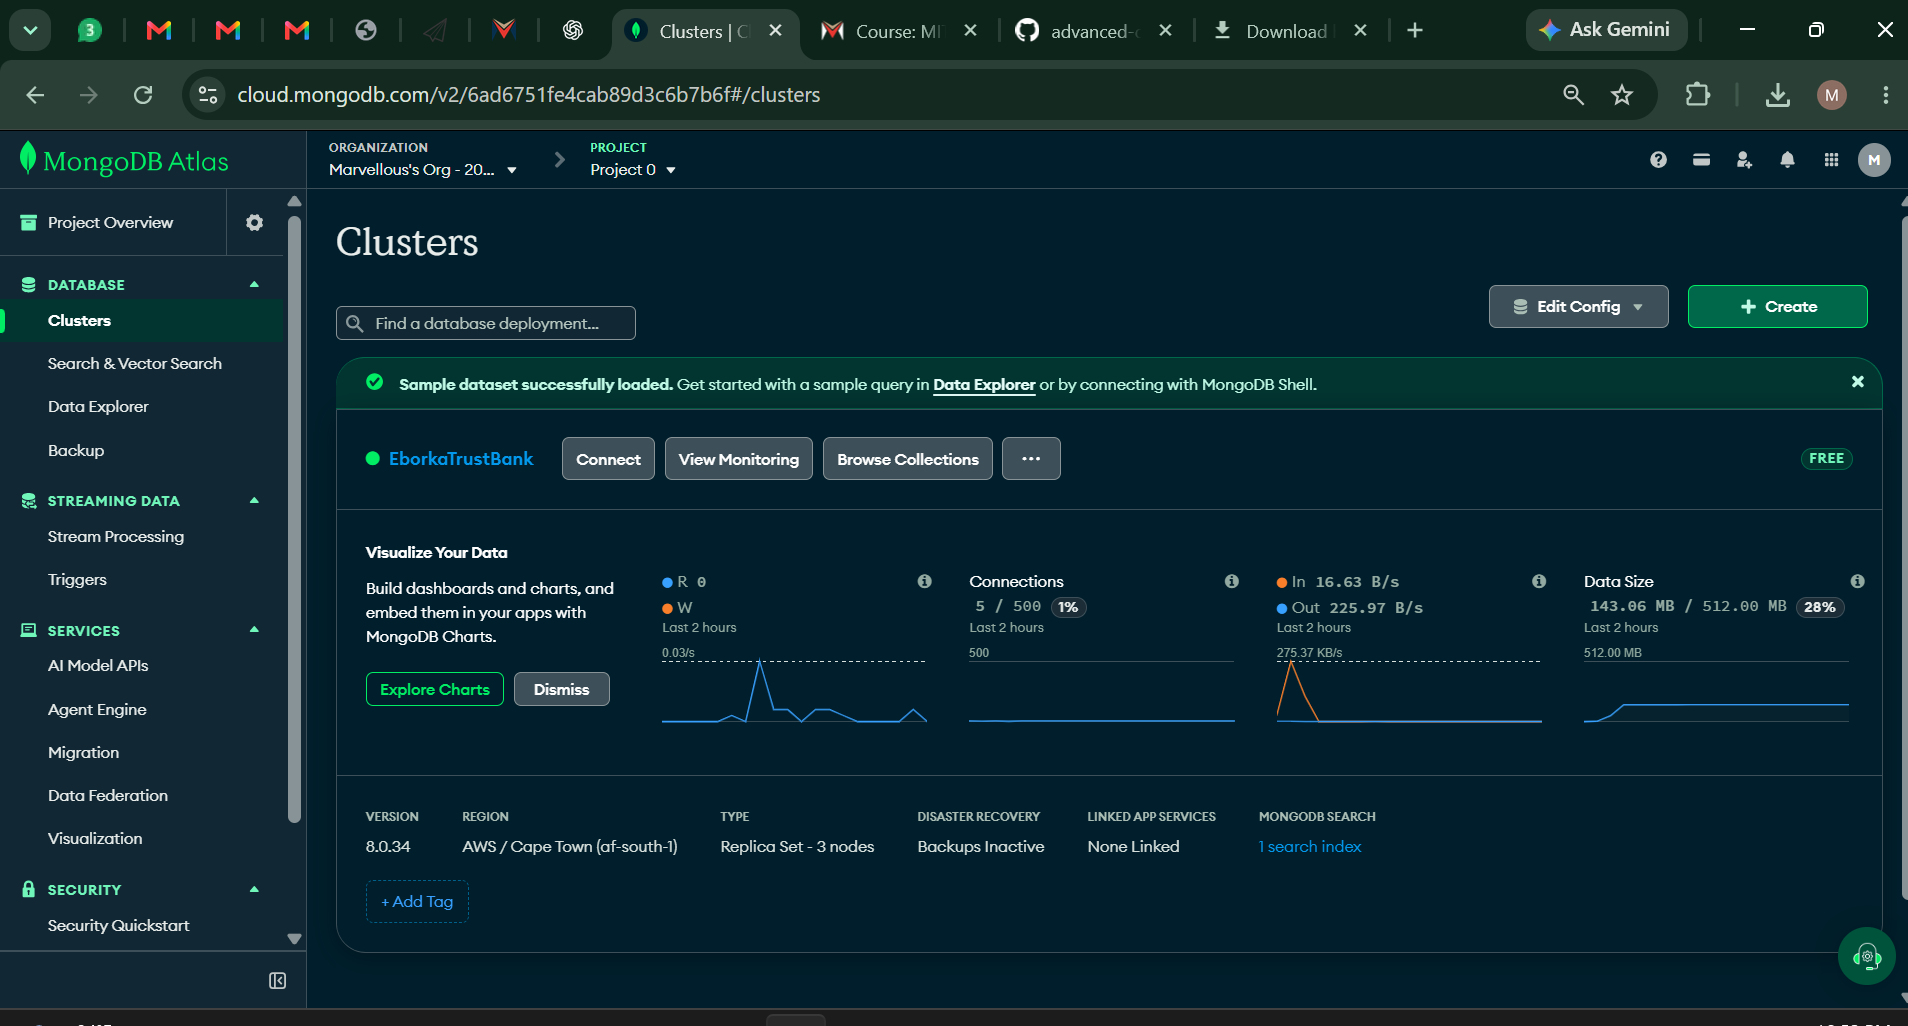 3
Clusters | C
Course: MI
advanced-c
Download
Ask Gemini
cloud.mongodb.com/v2/6ad6751fe4cab89d3c6b7b6f#/clusters
M
MongoDB Atlas
ORGANIZATION
Marvellous's Org - 20...
PROJECT
Project 0
M
Project Overview
DATABASE
Clusters
Search & Vector Search
Data Explorer
Backup
STREAMING DATA
Stream Processing
Triggers
SERVICES
AI Model APIs
Agent Engine
Migration
Data Federation
Visualization
SECURITY
Security Quickstart
Clusters
Find a database deployment...
Edit Config
+ Create
Sample dataset successfully loaded. Get started with a sample query in Data Explorer or by connecting with MongoDB Shell.
EborkaTrustBank
Connect
View Monitoring
Browse Collections
...
FREE
Visualize Your Data
Build dashboards and charts, and
embed them in your apps with
MongoDB Charts.
Explore Charts
Dismiss
R 0
W
Last 2 hours
0.03/s
Connections
5 / 500 1%
Last 2 hours
500
In 16.63 B/s
Out 225.97 B/s
Last 2 hours
275.37 KB/s
Data Size
143.06 MB / 512.00 MB 28%
Last 2 hours
512.00 MB
VERSION
8.0.34
REGION
AWS / Cape Town (af-south-1)
TYPE
Replica Set - 3 nodes
DISASTER RECOVERY
Backups Inactive
LINKED APP SERVICES
None Linked
MONGODB SEARCH
1 search index
+ Add Tag